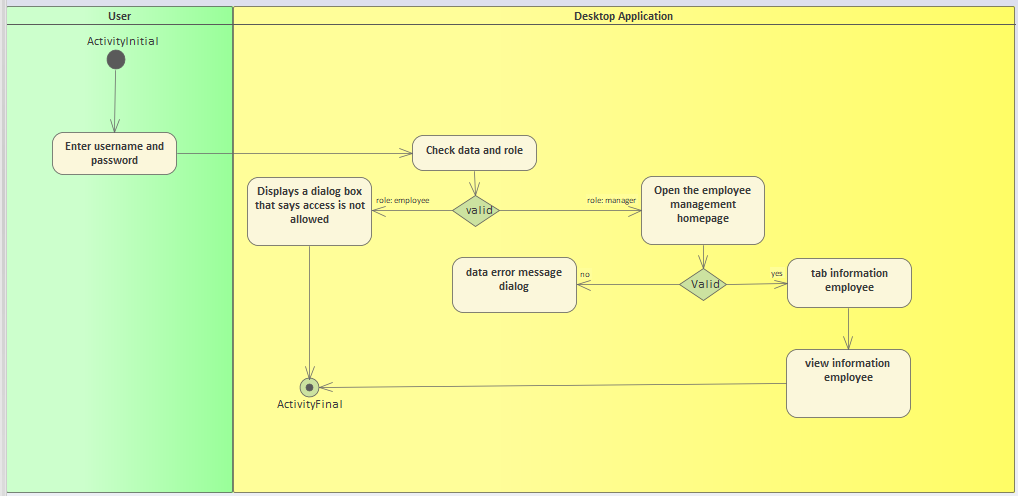 User
Desktop Application
ActivityInitial
Enter username and
password
Check data and role
Displays a dialog box
that says access is not
allowed
role: employee
valid
role: manager
Open the employee
management
homepage
data error message
dialog
no
Valid
yes
tab information
employee
view information
employee
ActivityFinal